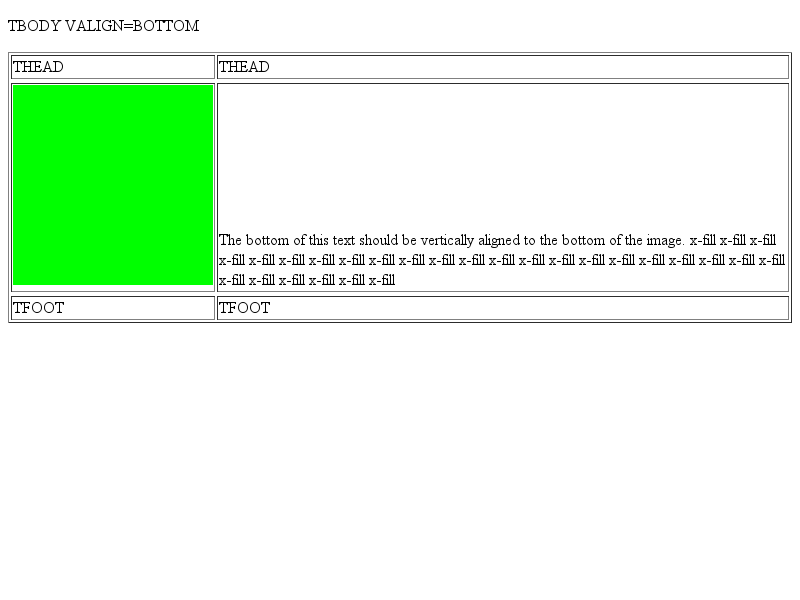 TBODY VALIGN=BOTTOM
THEAD THEAD
The bottom of this text should be vertically aligned to the bottom of the image. x-fill x-fill x-fill
x-fill x-fill x-fill x-fill x-fill x-fill x-fill x-fill x-fill x-fill x-fill x-fill x-fill x-fill x-fill x-fill x-fill x-fill x-fill
x-fill x-fill x-fill x-fill x-fill x-fill
TFOOT TFOOT